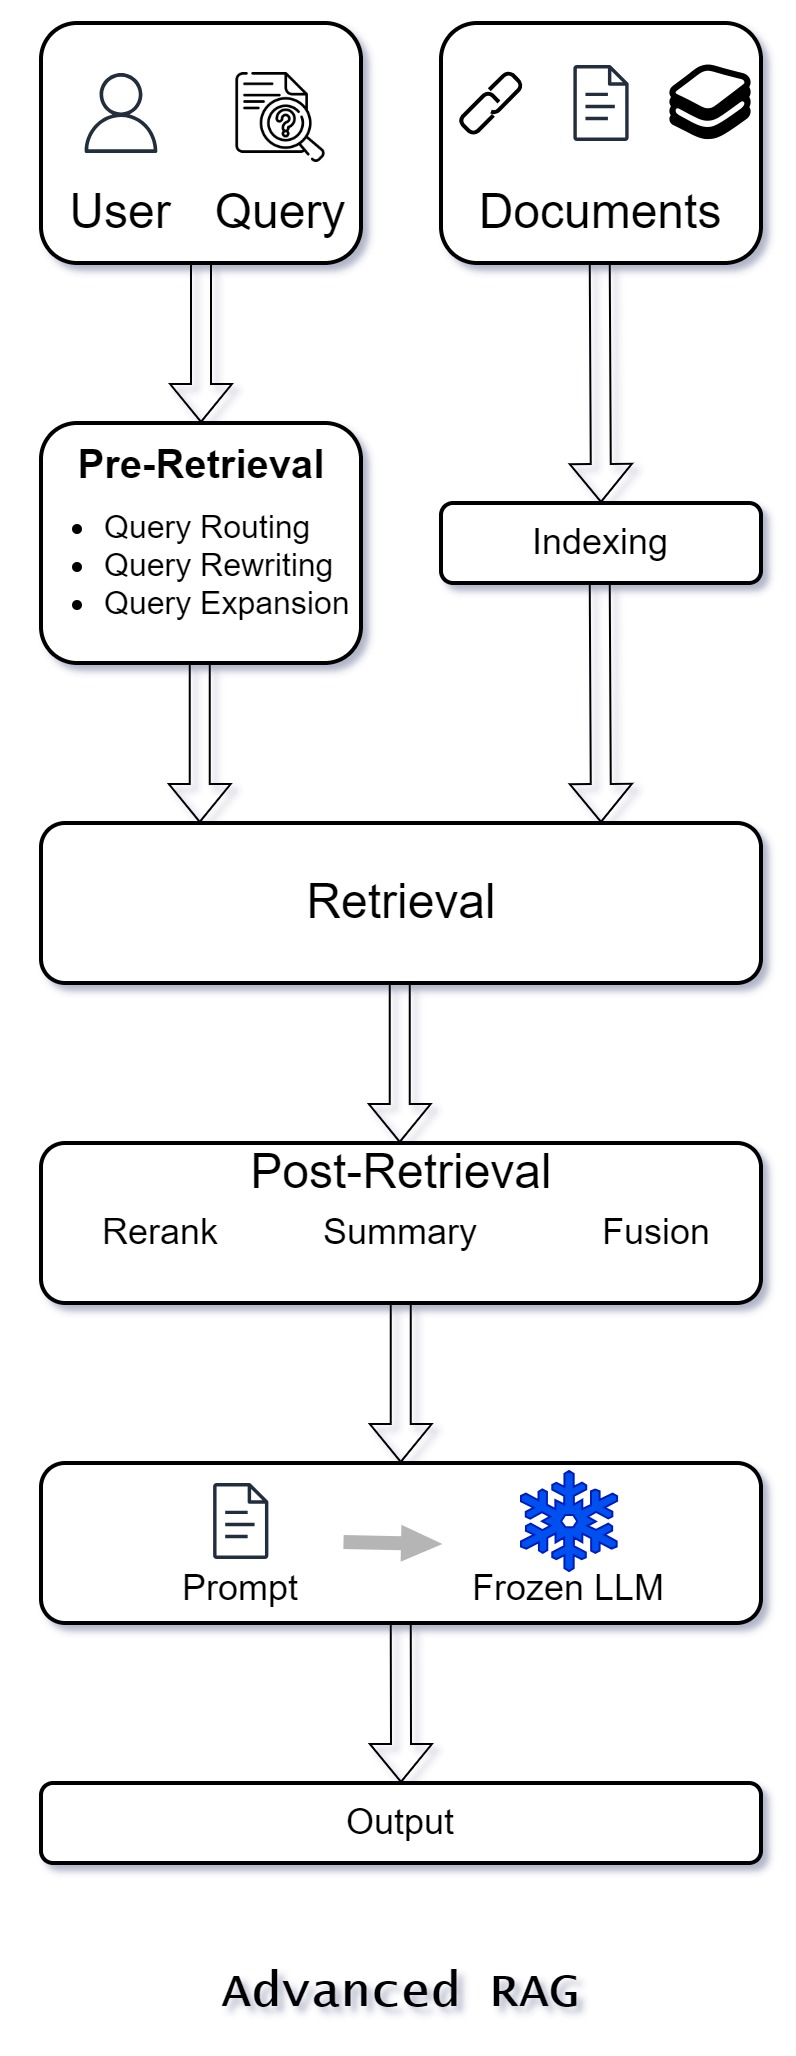 User Query
Documents
Pre-Retrieval
• Query Routing
• Query Rewriting
• Query Expansion
Indexing
Retrieval
Post-Retrieval
Rerank Summary Fusion
?
Prompt Frozen LLM
Output
Advanced RAG